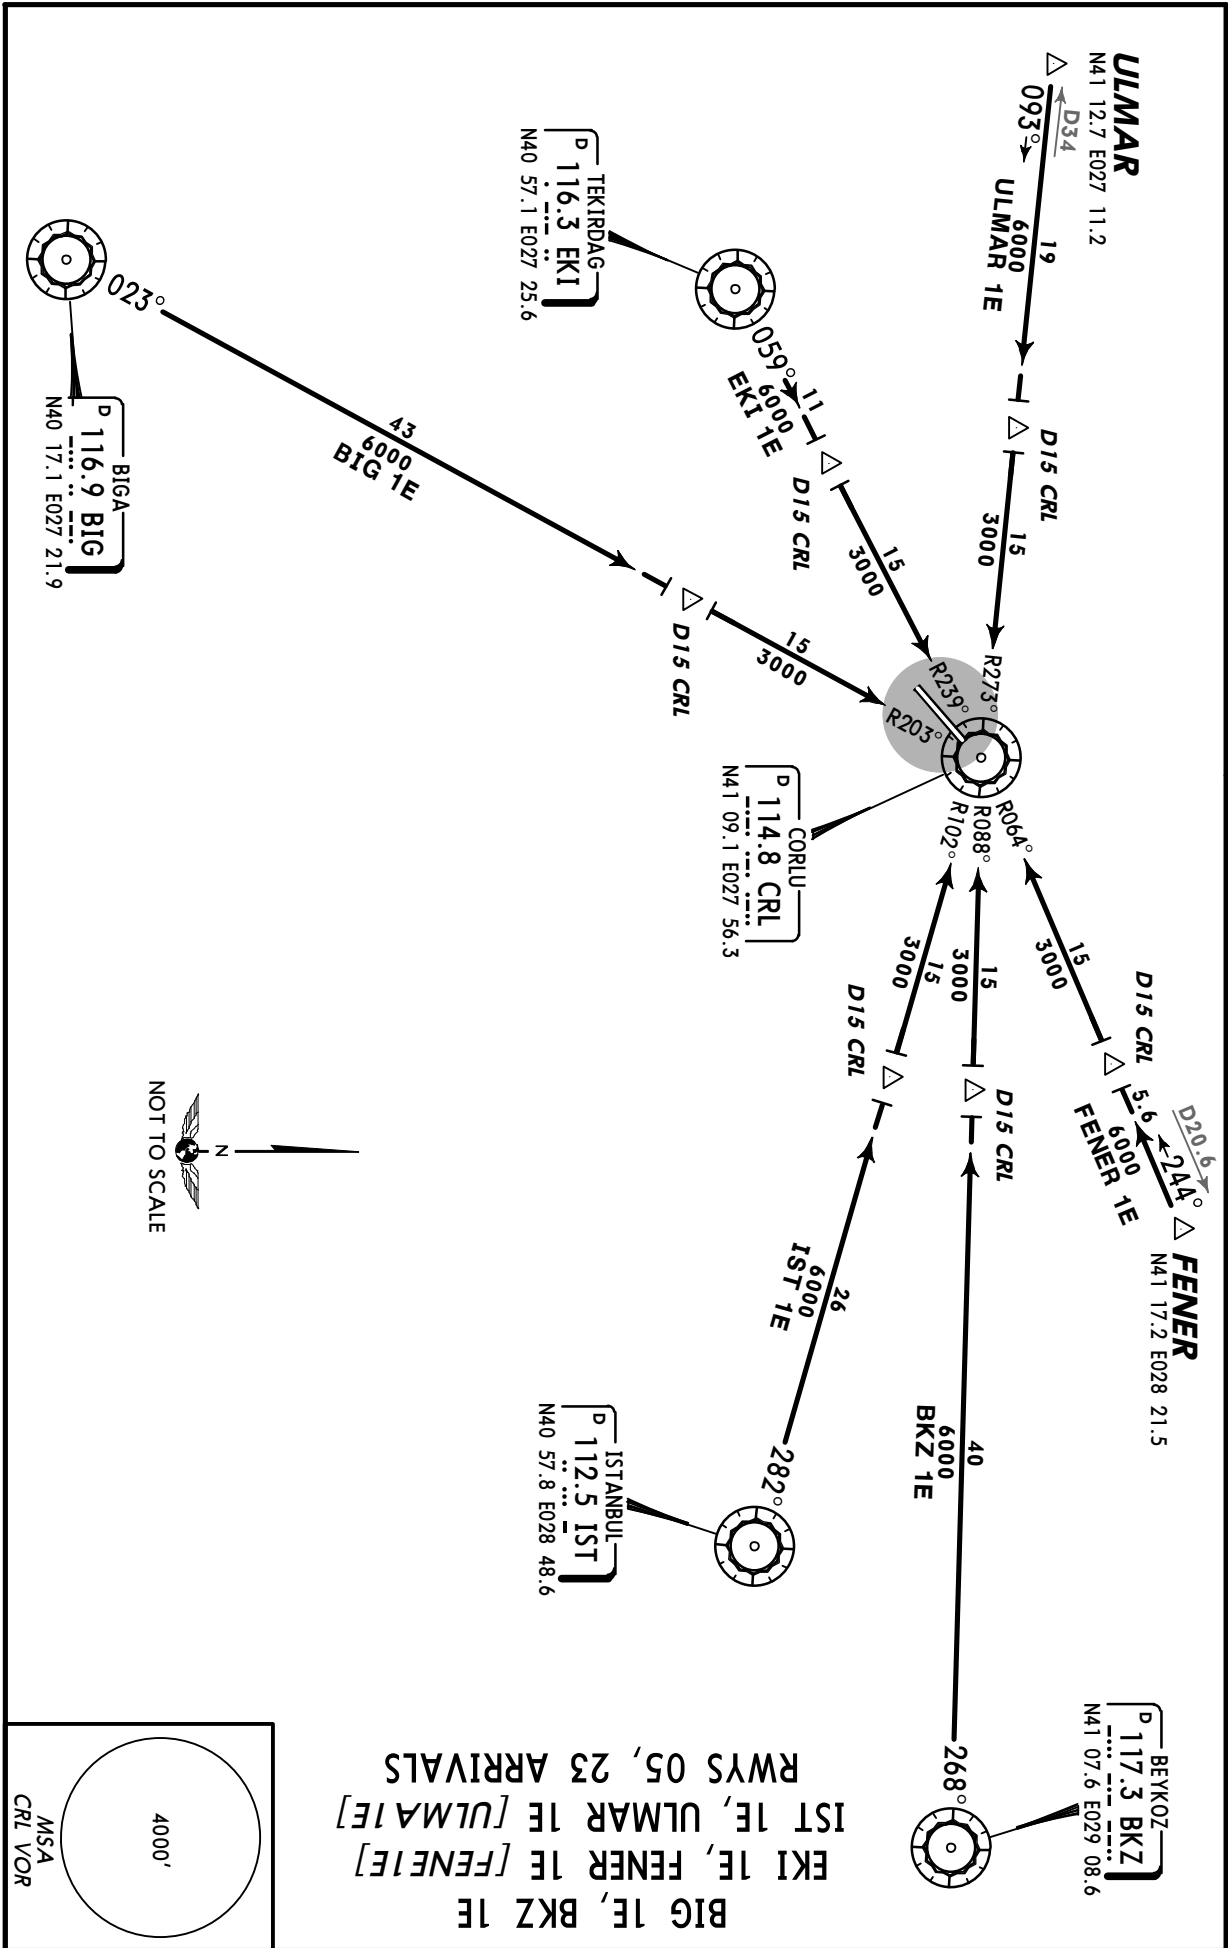 BIG 1E, BKZ 1E
EKI 1E, FENER 1E [FENE1E]
IST 1E, ULMAR 1E [ULMA1E]
RWYS 05, 23 ARRIVALS
ULMAR
N41 12.7 E027 11.2
D34
093°
19
6000
ULMAR 1E
D15 CRL
15
3000
R273°
TEKIRDAG
D 116.3 EKI
N40 57.1 E027 25.6
059°
11
6000
EKI 1E
D15 CRL
15
3000
R239°
BIGA
D 116.9 BIG
N40 17.1 E027 21.9
023°
43
6000
BIG 1E
D15 CRL
15
3000
R203°
CORLU
D 114.8 CRL
N41 09.1 E027 56.3
FENER
N41 17.2 E028 21.5
D20.6
244°
5.6
6000
FENER 1E
D15 CRL
15
3000
R064°
BEYKOZ
D 117.3 BKZ
N41 07.6 E029 08.6
268°
40
6000
BKZ 1E
D15 CRL
15
3000
R088°
ISTANBUL
D 112.5 IST
N40 57.8 E028 48.6
282°
26
6000
IST 1E
D15 CRL
15
3000
R102°
N
NOT TO SCALE
4000'
MSA
CRL VOR